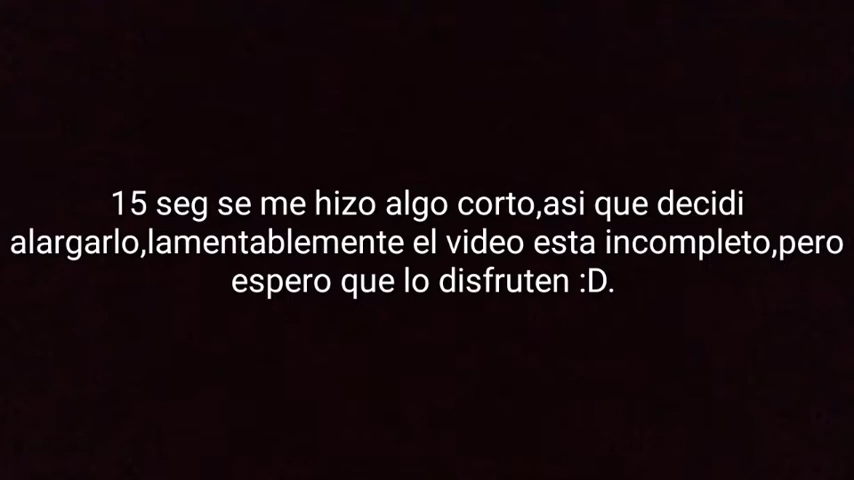 15 seg se me hizo algo corto,asi que decidi
alargarlo,lamentablemente el video esta incompleto,pero
espero que lo disfruten :D.